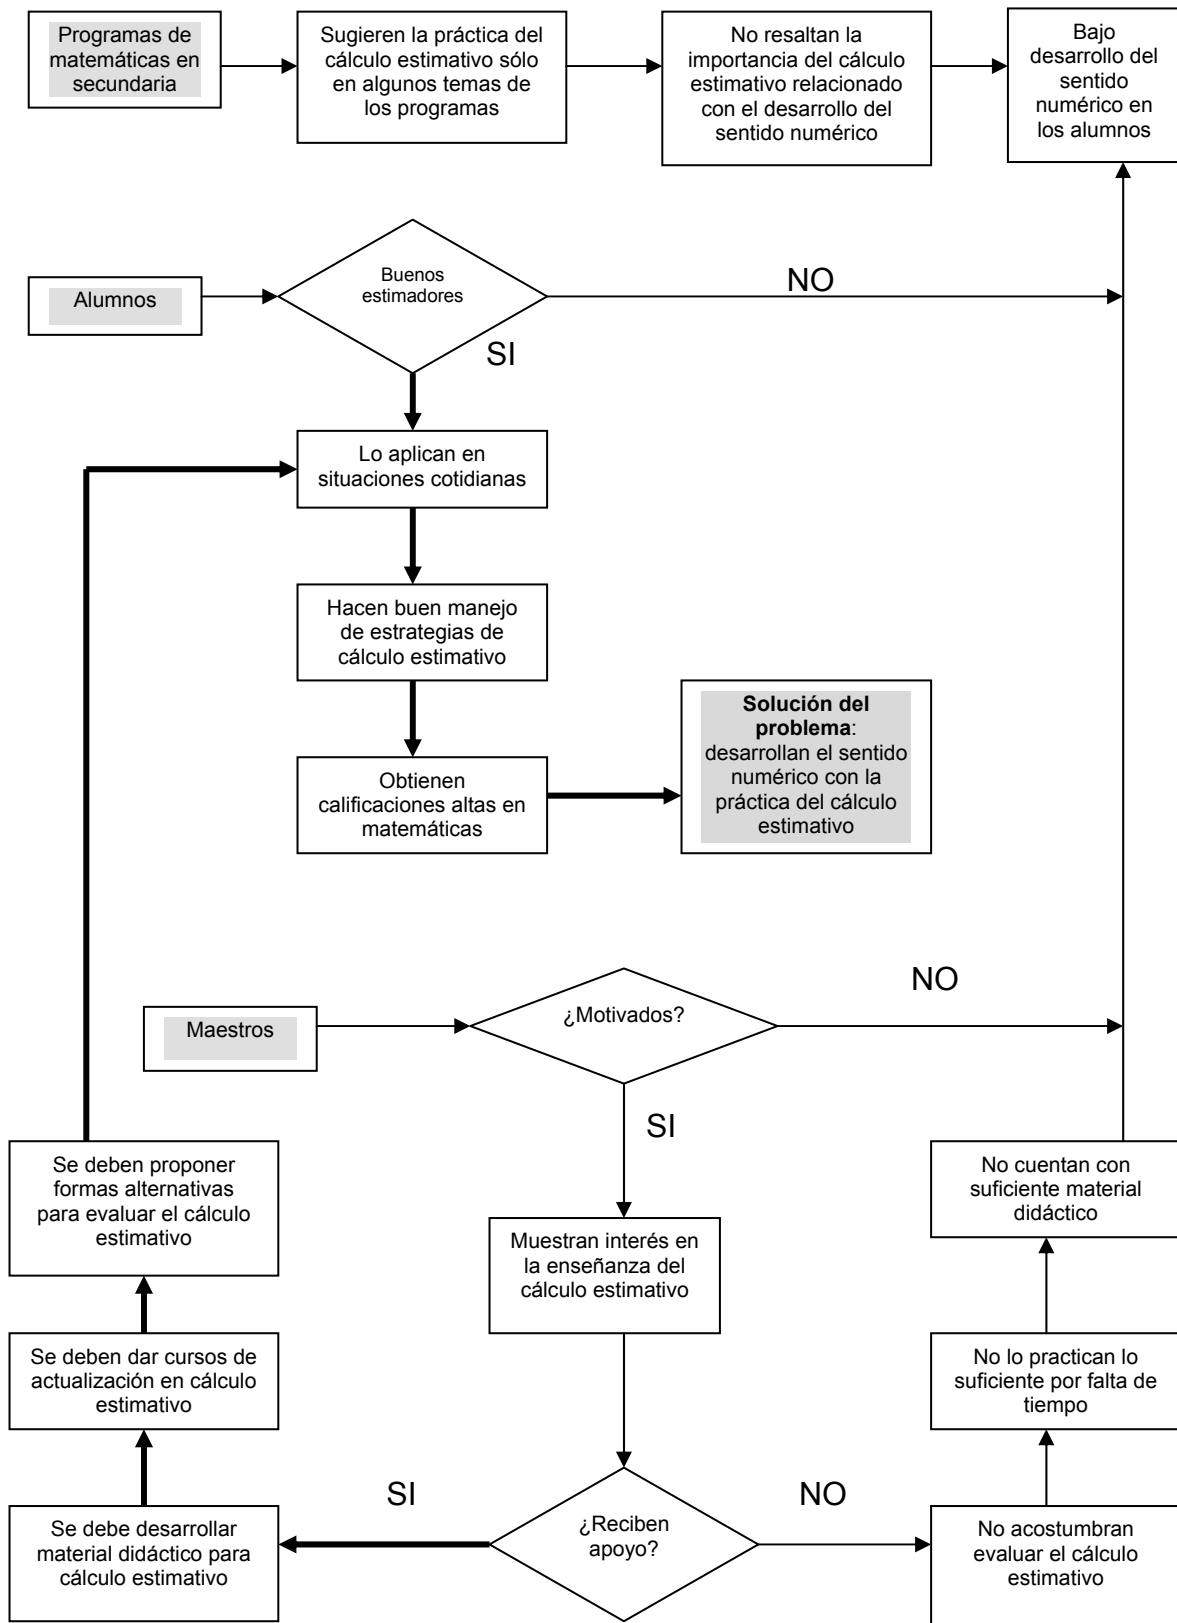 Programas de
matemáticas en
secundaria
Sugieren la práctica del
cálculo estimativo sólo
en algunos temas de
los programas
No resaltan la
importancia del cálculo
estimativo relacionado
con el desarrollo del
sentido numérico
Bajo
desarrollo del
sentido
numérico en
los alumnos
Alumnos
Buenos
estimadores
NO
SI
Lo aplican en
situaciones cotidianas
Hacen buen manejo
de estrategias de
cálculo estimativo
Obtienen
calificaciones altas en
matemáticas
Solución del
problema:
desarrollan el sentido
numérico con la
práctica del cálculo
estimativo
Maestros
¿Motivados?
NO
SI
Muestran interés en
la enseñanza del
cálculo estimativo
¿Reciben
apoyo?
SI
NO
Se debe desarrollar
material didáctico para
cálculo estimativo
Se deben dar cursos de
actualización en cálculo
estimativo
Se deben proponer
formas alternativas
para evaluar el cálculo
estimativo
No acostumbran
evaluar el cálculo
estimativo
No lo practican lo
suficiente por falta de
tiempo
No cuentan con
suficiente material
didáctico